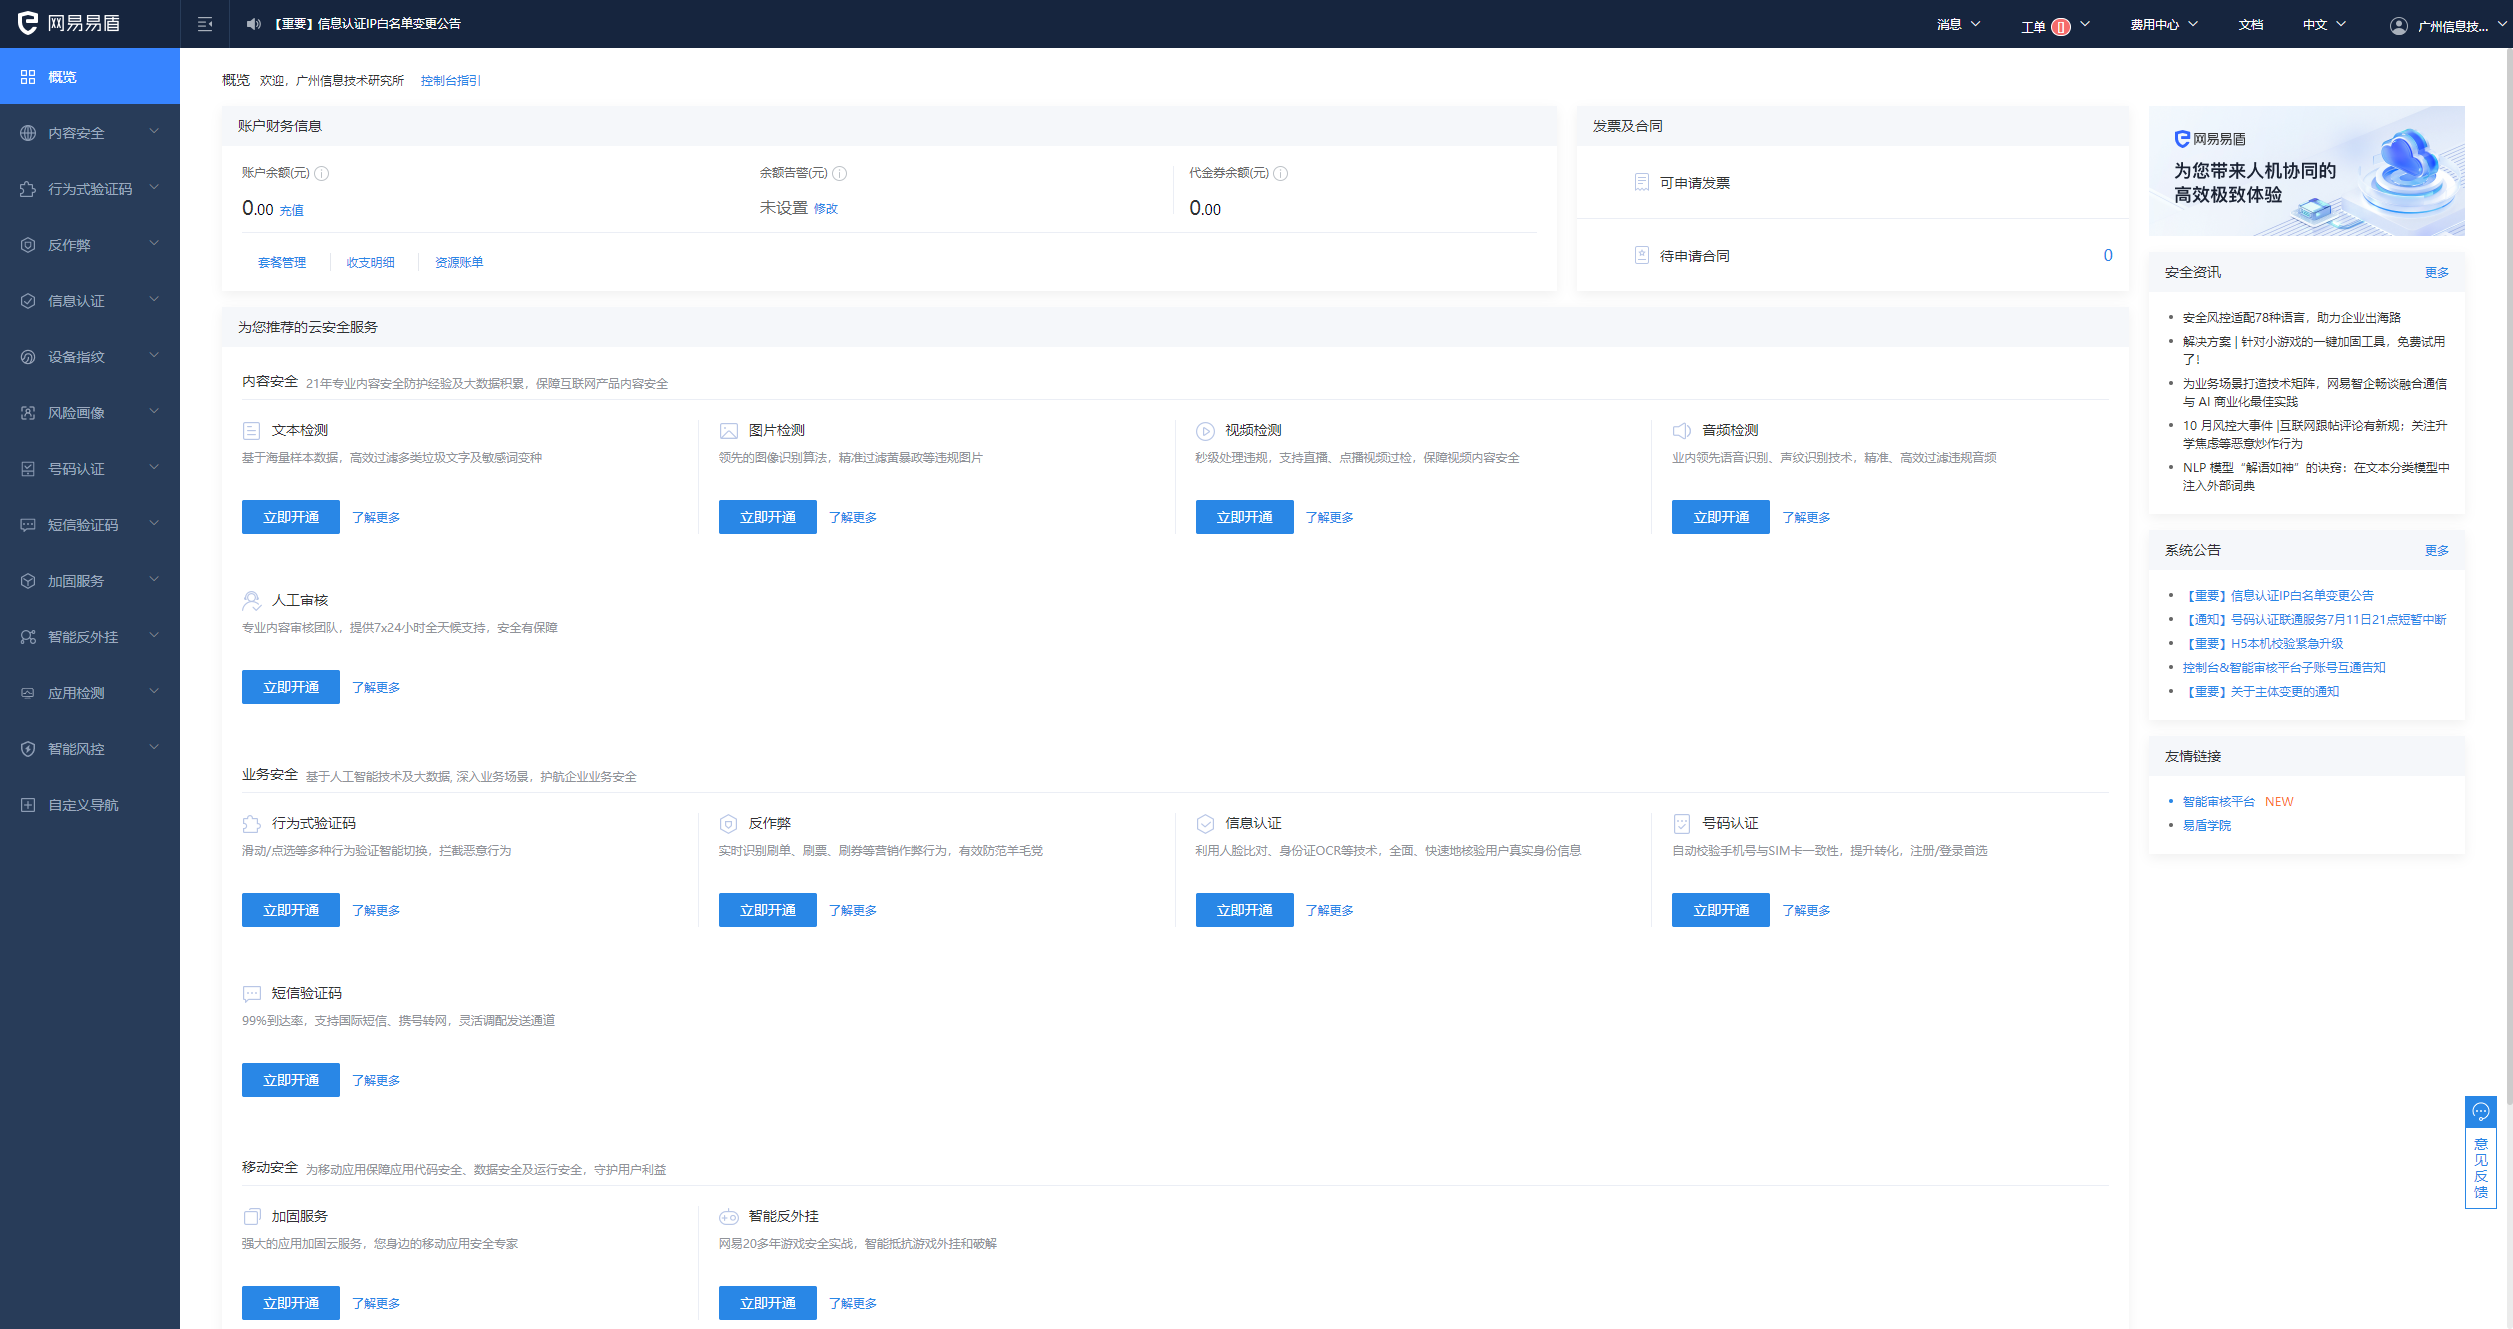 网易易盾
【重要】信息认证IP白名单变更公告
消息
工单
费用中心
文档
中文
广州信息技...
概览
内容安全
行为式验证码
反作弊
信息认证
设备指纹
风险画像
号码认证
短信验证码
加固服务
智能反外挂
应用检测
智能风控
自定义导航
概览 欢迎，广州信息技术研究所 控制台指引
账户财务信息
账户余额(元)
0.00 充值
余额告警(元)
未设置 修改
代金券余额(元)
0.00
套餐管理 收支明细 资源账单
发票及合同
可申请发票
待申请合同 0
为您推荐的云安全服务
内容安全 21年专业内容安全防护经验及大数据积累，保障互联网产品内容安全
文本检测
基于海量样本数据，高效过滤多类垃圾文字及敏感词变种
立即开通 了解更多
图片检测
领先的图像识别算法，精准过滤黄暴政等违规图片
立即开通 了解更多
视频检测
秒级处理违规，支持直播、点播视频过检，保障视频内容安全
立即开通 了解更多
音频检测
业内领先语音识别、声纹识别技术，精准、高效过滤违规音频
立即开通 了解更多
人工审核
专业内容审核团队，提供7x24小时全天候支持，安全有保障
立即开通 了解更多
业务安全 基于人工智能技术及大数据, 深入业务场景，护航企业业务安全
行为式验证码
滑动/点选等多种行为验证智能切换，拦截恶意行为
立即开通 了解更多
反作弊
实时识别刷单、刷票、刷券等营销作弊行为，有效防范羊毛党
立即开通 了解更多
信息认证
利用人脸比对、身份证OCR等技术，全面、快速地核验用户真实身份信息
立即开通 了解更多
号码认证
自动校验手机号与SIM卡一致性，提升转化，注册/登录首选
立即开通 了解更多
短信验证码
99%到达率，支持国际短信、携号转网，灵活调配发送通道
立即开通 了解更多
移动安全 为移动应用保障应用代码安全、数据安全及运行安全，守护用户利益
加固服务
强大的应用加固云服务，您身边的移动应用安全专家
立即开通 了解更多
智能反外挂
网易20多年游戏安全实战，智能抵抗游戏外挂和破解
立即开通 了解更多
网易易盾
为您带来人机协同的
高效极致体验
安全资讯 更多
安全风控适配78种语言，助力企业出海路
解决方案 | 针对小游戏的一键加固工具，免费试用
了！
为业务场景打造技术矩阵，网易智企畅谈融合通信
与 AI 商业化最佳实践
10 月风控大事件 |互联网跟帖评论有新规；关注升
学焦虑等恶意炒作行为
NLP 模型“解语如神”的诀窍：在文本分类模型中
注入外部词典
系统公告 更多
【重要】信息认证IP白名单变更公告
【通知】号码认证联通服务7月11日21点短暂中断
【重要】H5本机校验紧急升级
控制台&智能审核平台子账号互通告知
【重要】关于主体变更的通知
友情链接
智能审核平台 NEW
易盾学院
意
见
反
馈